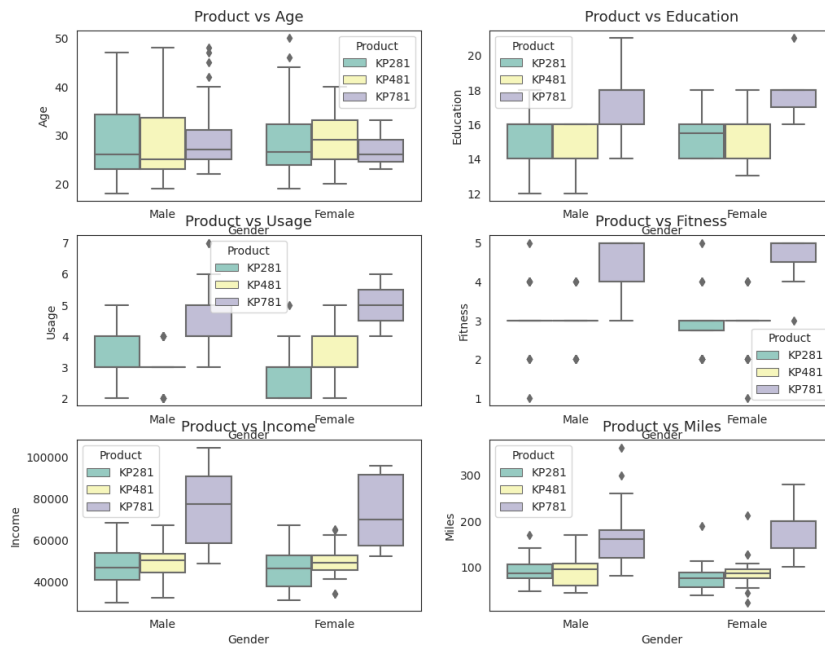 Product vs Age
50
40
30
20
Age
Product
KP281
KP481
KP781
Male
Female
Gender
Product vs Education
20
18
16
14
12
Education
Product
KP281
KP481
KP781
Male
Female
Gender
Product vs Usage
7
6
5
4
3
2
Usage
Product
KP281
KP481
KP781
Male
Female
Gender
Product vs Fitness
5
4
3
2
1
Fitness
Product
KP281
KP481
KP781
Male
Female
Gender
Product vs Income
100000
80000
60000
40000
Income
Product
KP281
KP481
KP781
Male
Female
Gender
Product vs Miles
300
200
100
Miles
Product
KP281
KP481
KP781
Male
Female
Gender